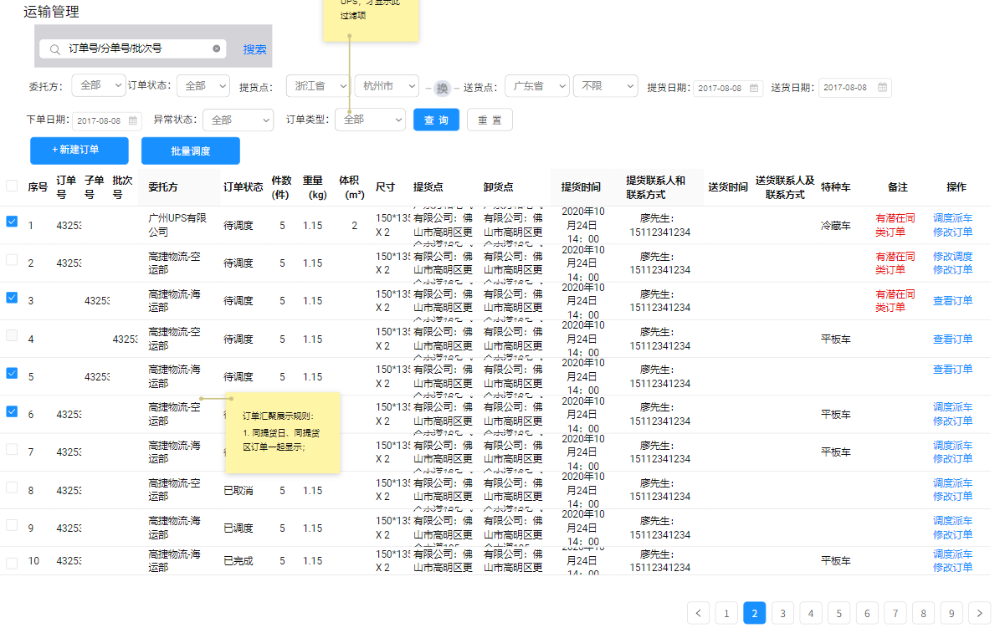 运输管理
UPS，才显示此
过滤项
订单号/分单号/批次号 搜索
委托方： 全部 订单状态： 全部 提货点： 浙江省 杭州市 换 送货点： 广东省 不限 提货日期： 2017-08-08 送货日期： 2017-08-08
下单日期： 2017-08-08 异常状态： 全部 订单类型： 全部 查 询 重 置
+ 新建订单 批量调度
序号 订单号 子单号 批次号 委托方 订单状态 件数(件) 重量(kg) 体积(m³) 尺寸 提货点 卸货点 提货时间 提货联系人和联系方式 送货时间 送货联系人及联系方式 特种车 备注 操作
1 4325 广州UPS有限 待调度 5 1.15 2 150*135 有限公司：佛 有限公司：佛 2020年10 廖先生： 冷藏车 有潜在同 调度派车
公司 X 2 山市高明区更 山市高明区更 月24日 15112341234 类订单 修改订单
14：00
2 4325 高捷物流-空 待调度 5 1.15 150*135 有限公司：佛 有限公司：佛 2020年10 廖先生： 有潜在同 修改调度
运部 X 2 山市高明区更 山市高明区更 月24日 15112341234 类订单 修改订单
14：00
3 43253 高捷物流-海 待调度 5 1.15 150*135 有限公司：佛 有限公司：佛 2020年10 廖先生： 有潜在同 查看订单
运部 X 2 山市高明区更 山市高明区更 月24日 15112341234 类订单
14：00
4 43253 高捷物流-空 待调度 5 1.15 150*135 有限公司：佛 有限公司：佛 2020年10 廖先生： 平板车 查看订单
运部 X 2 山市高明区更 山市高明区更 月24日 15112341234
14：00
5 43253 高捷物流-海 待调度 5 1.15 150*135 有限公司：佛 有限公司：佛 2020年10 廖先生： 查看订单
运部 X 2 山市高明区更 山市高明区更 月24日 15112341234
14：00
6 4325 高捷物流-空 5 1.15 150*135 有限公司：佛 有限公司：佛 2020年10 廖先生： 平板车 调度派车
运部 X 2 山市高明区更 山市高明区更 月24日 15112341234 修改订单
14：00
订单汇聚展示规则：
1. 同提货日、同提货
区订单一起显示；
7 4325 高捷物流-海 5 1.15 150*135 有限公司：佛 有限公司：佛 2020年10 廖先生： 平板车 调度派车
运部 X 2 山市高明区更 山市高明区更 月24日 15112341234 修改订单
14：00
8 4325 高捷物流-空 已取消 5 1.15 150*135 有限公司：佛 有限公司：佛 2020年10 廖先生： 调度派车
运部 X 2 山市高明区更 山市高明区更 月24日 15112341234 修改订单
14：00
9 4325 高捷物流-海 已调度 5 1.15 150*135 有限公司：佛 有限公司：佛 2020年10 廖先生： 调度派车
运部 X 2 山市高明区更 山市高明区更 月24日 15112341234 修改订单
14：00
10 4325 高捷物流-海 已完成 5 1.15 150*135 有限公司：佛 有限公司：佛 2020年10 廖先生： 平板车 调度派车
运部 X 2 山市高明区更 山市高明区更 月24日 15112341234 修改订单
14：00
1 2 3 4 5 6 7 8 9